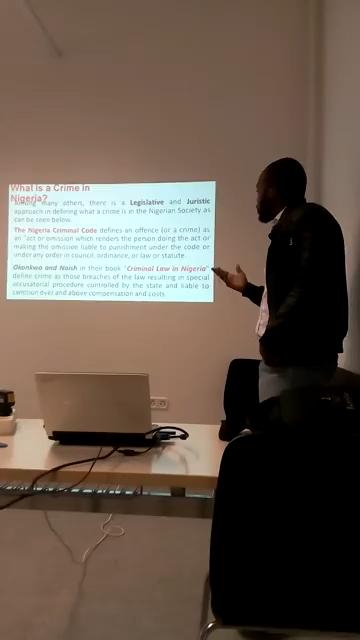 What is a Crime in
Nigeria?
Among many others, there is a Legislative and Juristic
approach in defining what a crime is in the Nigerian Society as
can be seen below.
The Nigeria Criminal Code defines an offence (or a crime) as
an "act or omission which renders the person doing the act or
making the omission liable to punishment under the code or
under any order in council, ordinance, or law or statute.
Okonkwo and Naish in their book "Criminal Law in Nigeria"
define crime as those breaches of the law resulting in special
accusatorial procedure controlled by the state and liable to
sanction over and above compensation and costs.